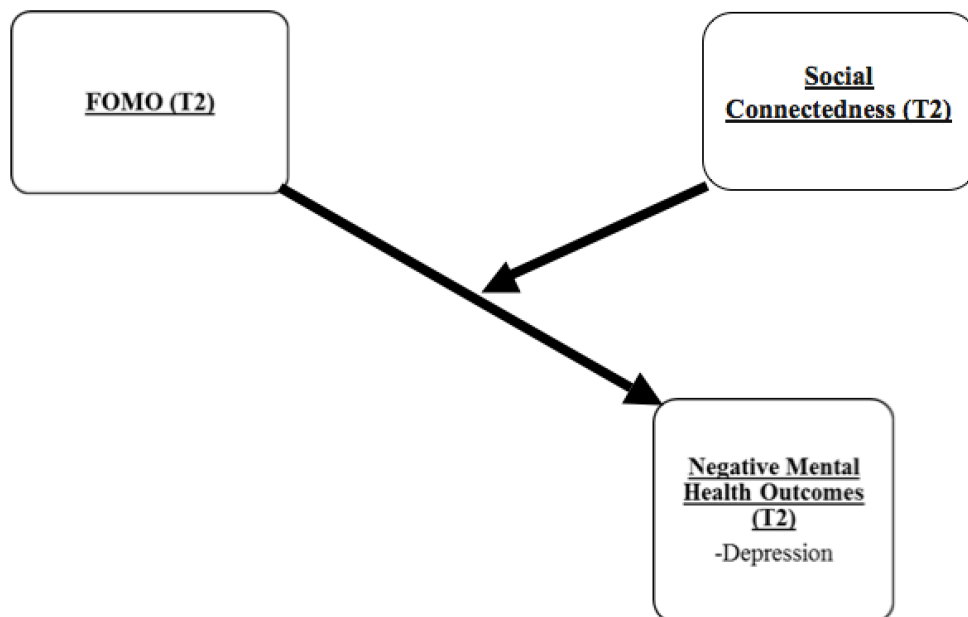 FOMO (T2)
Social
Connectedness (T2)
Negative Mental
Health Outcomes
(T2)
-Depression